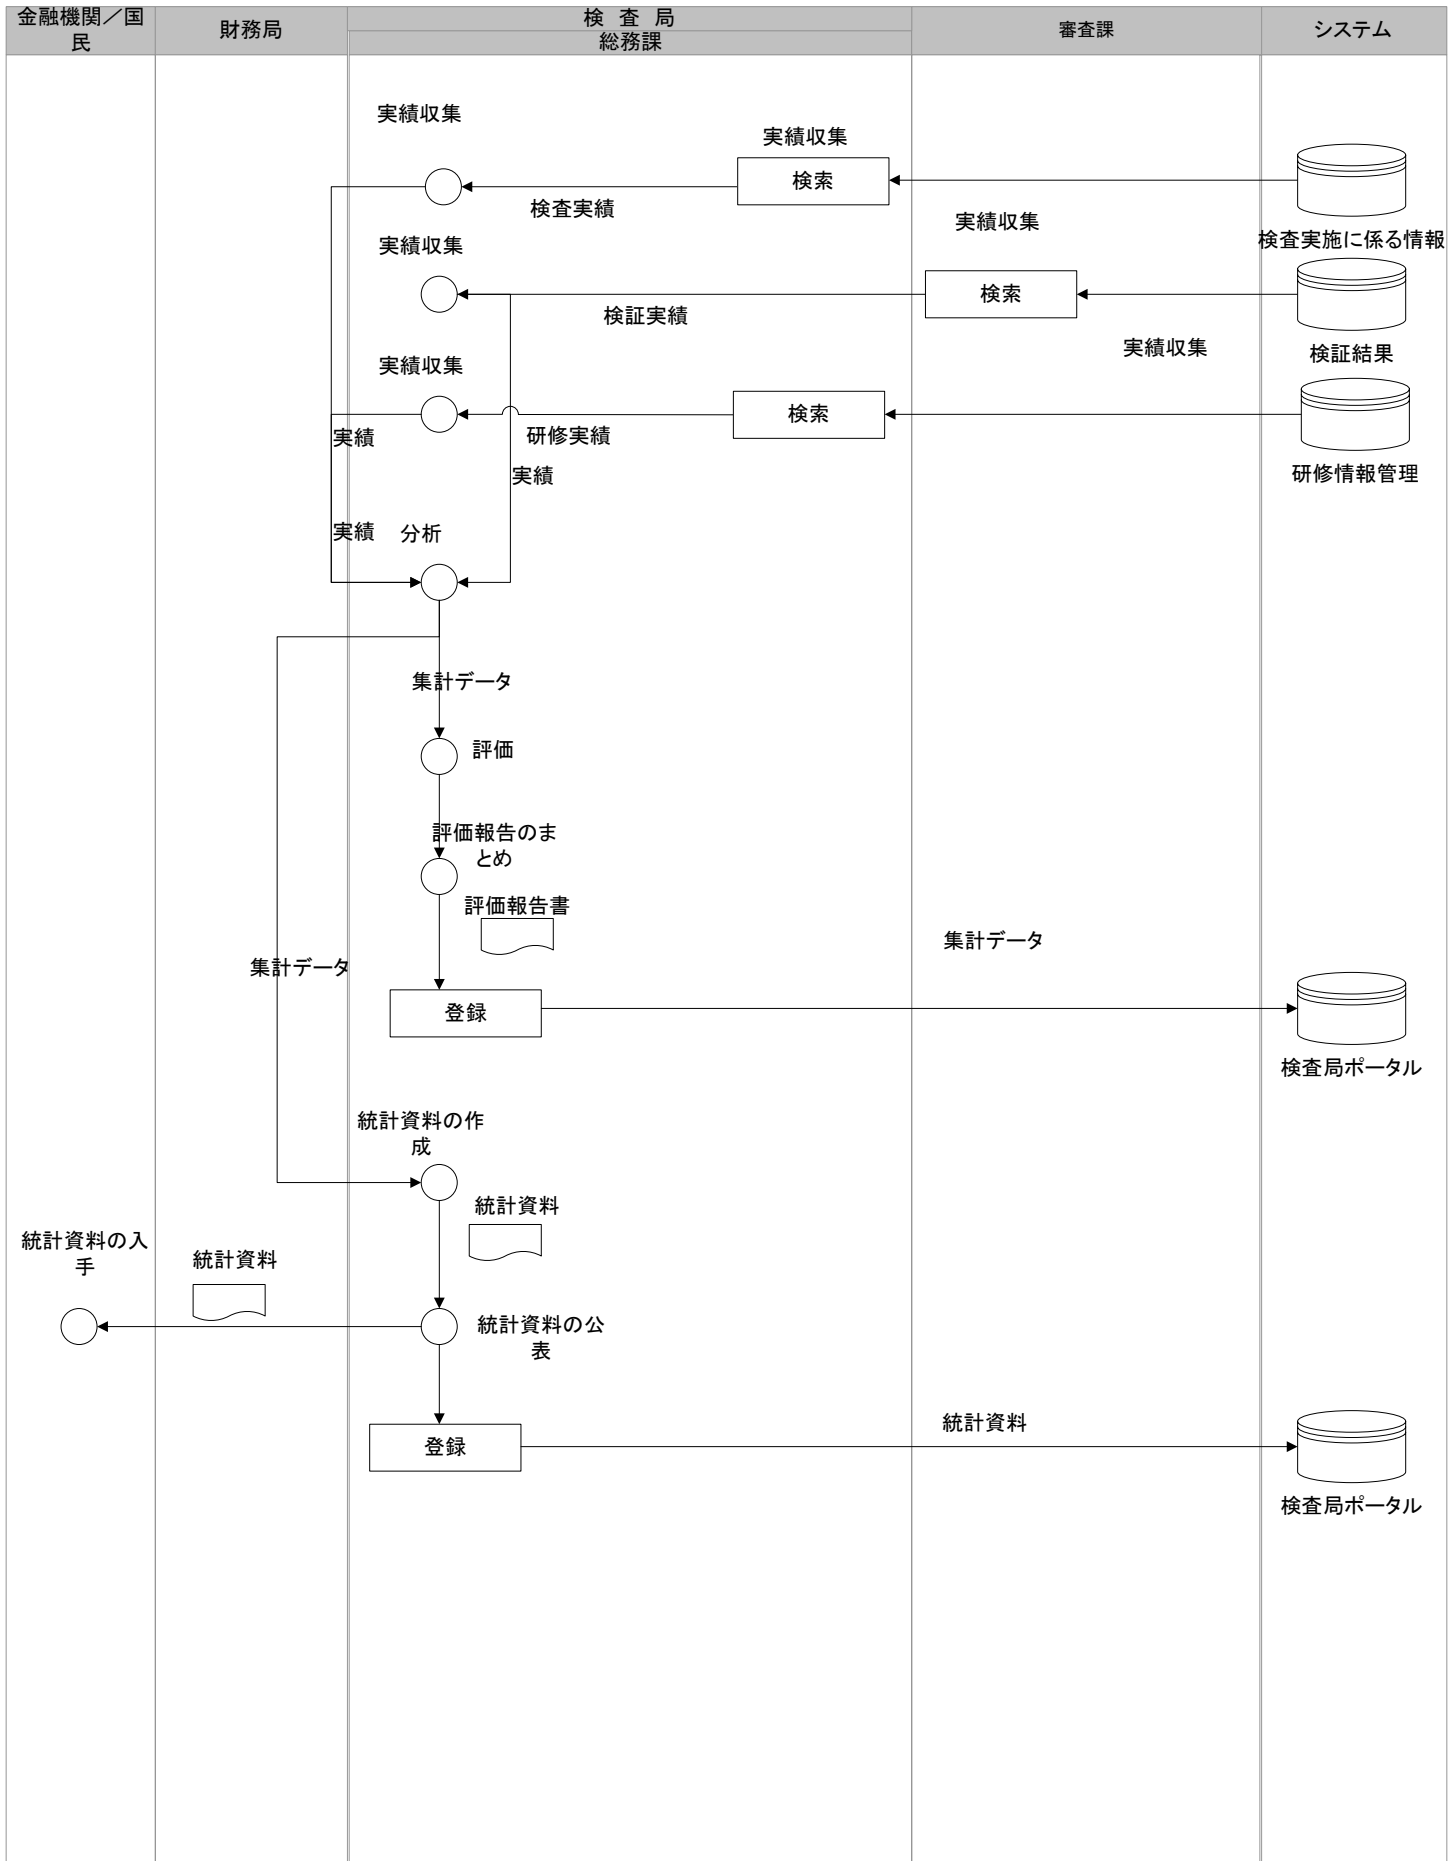 金融機関／国
民
財務局
検 査 局
総務課
審査課
システム
実績収集
実績収集
検索
検査実績
実績収集
検査実施に係る情報
実績収集
検索
検証実績
実績収集
検証結果
実績収集
検索
実績
研修実績
実績
研修情報管理
実績
分析
集計データ
評価
評価報告のま
とめ
評価報告書
集計データ
集計データ
登録
検査局ポータル
統計資料の作
成
統計資料
統計資料の入
手
統計資料
統計資料の公
表
統計資料
登録
検査局ポータル